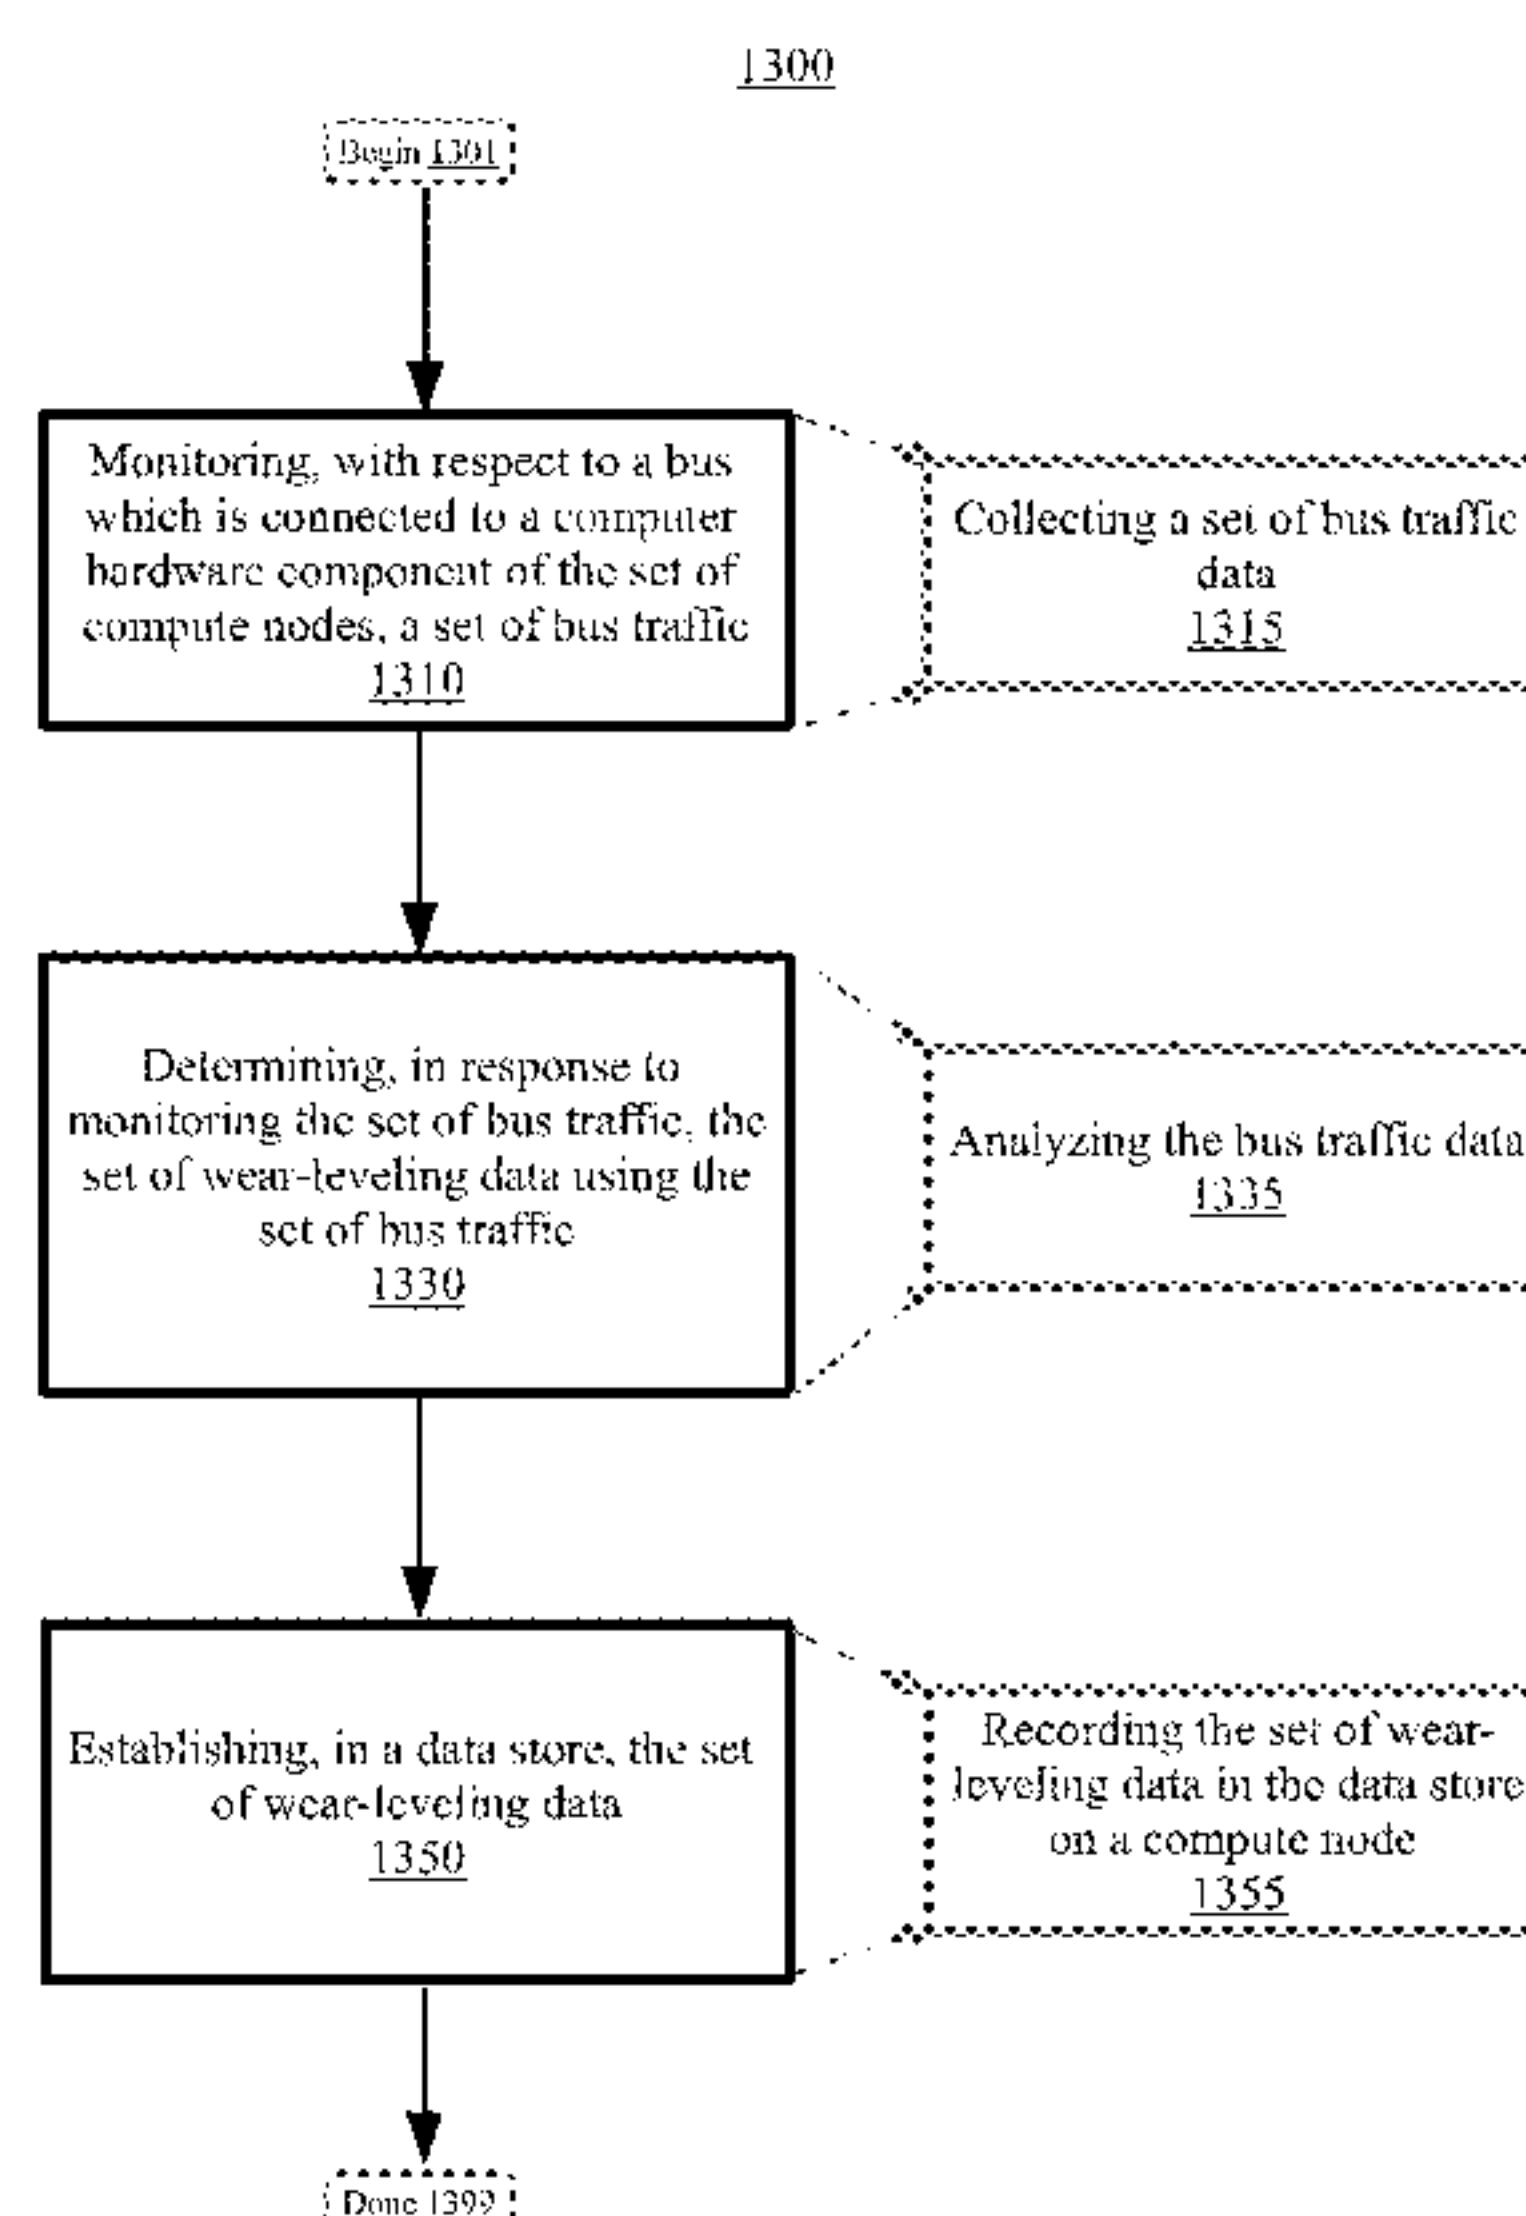 1300
Begin 1301
Monitoring, with respect to a bus
which is connected to a computer
hardware component of the set of
compute nodes, a set of bus traffic
1310
Collecting a set of bus traffic
data
1315
Determining, in response to
monitoring the set of bus traffic, the
set of wear-leveling data using the
set of bus traffic
1330
Analyzing the bus traffic data
1335
Establishing, in a data store, the set
of wear-leveling data
1350
Recording the set of wear-
leveling data in the data store
on a compute node
1355
Done 1399